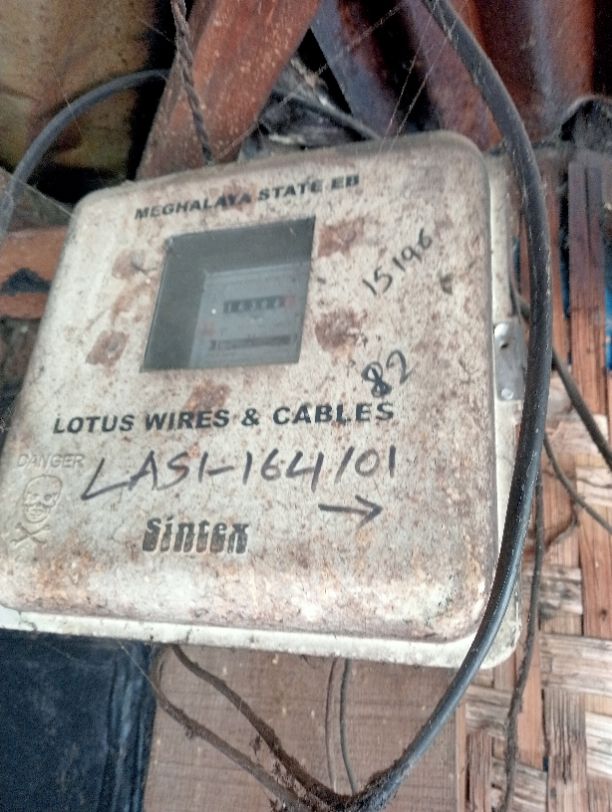 MEGHALAYA STATE EB
15196
82
LOTUS WIRES & CABLES
DANGER
LASI-164/01
→
Sintex